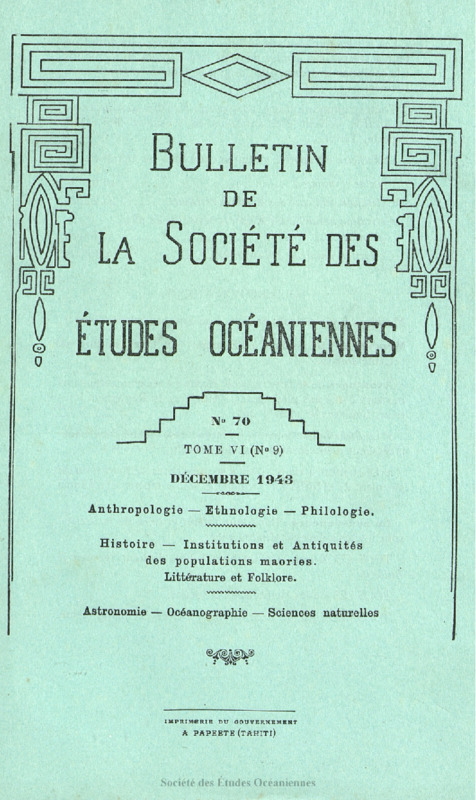 BULLETIN
DE
LA SOCIÉTÉ DES
ÉTUDES OCÉANIENNES
No 70
TOME VI (No 9)
DÉCEMBRE 1943
Anthropologie — Ethnologie — Philologie.
Histoire — Institutions et Antiquités
des populations maories.
Littérature et Folklore.
Astronomie — Océanographie — Sciences naturelles
IMPRIMERIE DU GOUVERNEMENT
A PAPEETE (TAHITI)
Société des Études Océaniennes